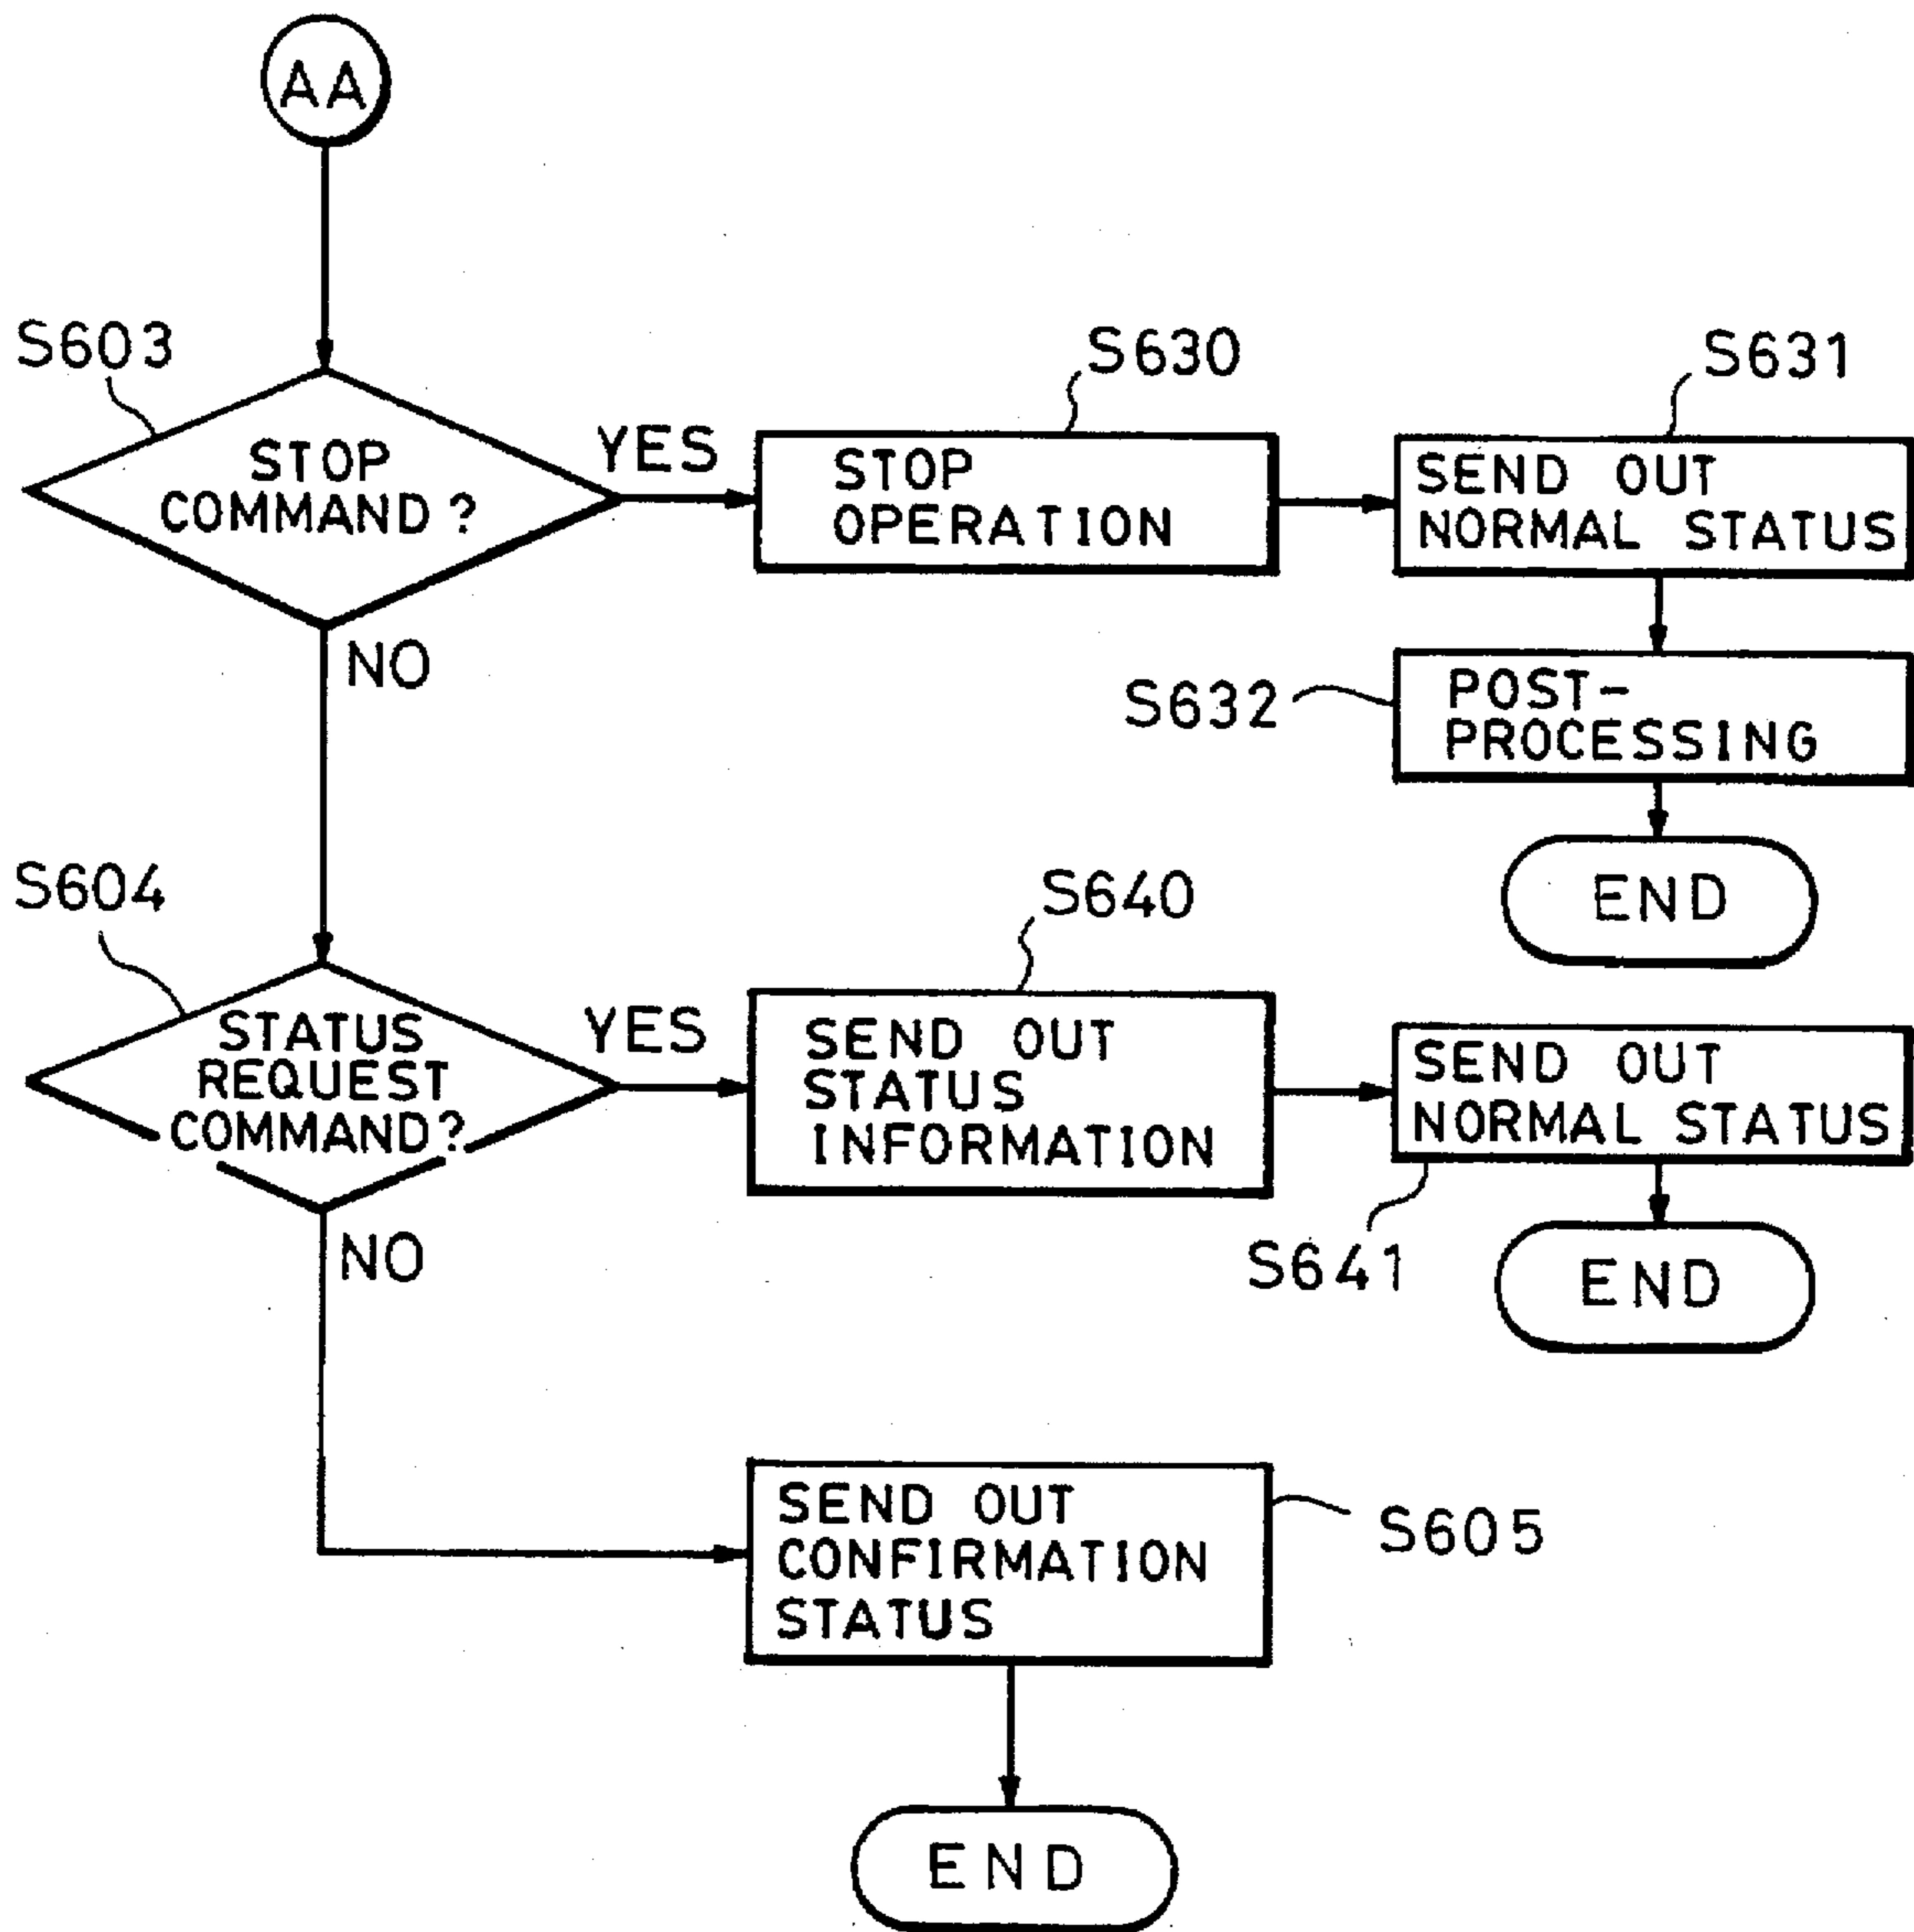 AA
S603
STOP
COMMAND?
YES
S630
STOP
OPERATION
S631
SEND OUT
NORMAL STATUS
NO
S632
POST-
PROCESSING
END
S604
STATUS
REQUEST
COMMAND?
YES
S640
SEND OUT
STATUS
INFORMATION
SEND OUT
NORMAL STATUS
S641
END
NO
SEND OUT
CONFIRMATION
STATUS
S605
END